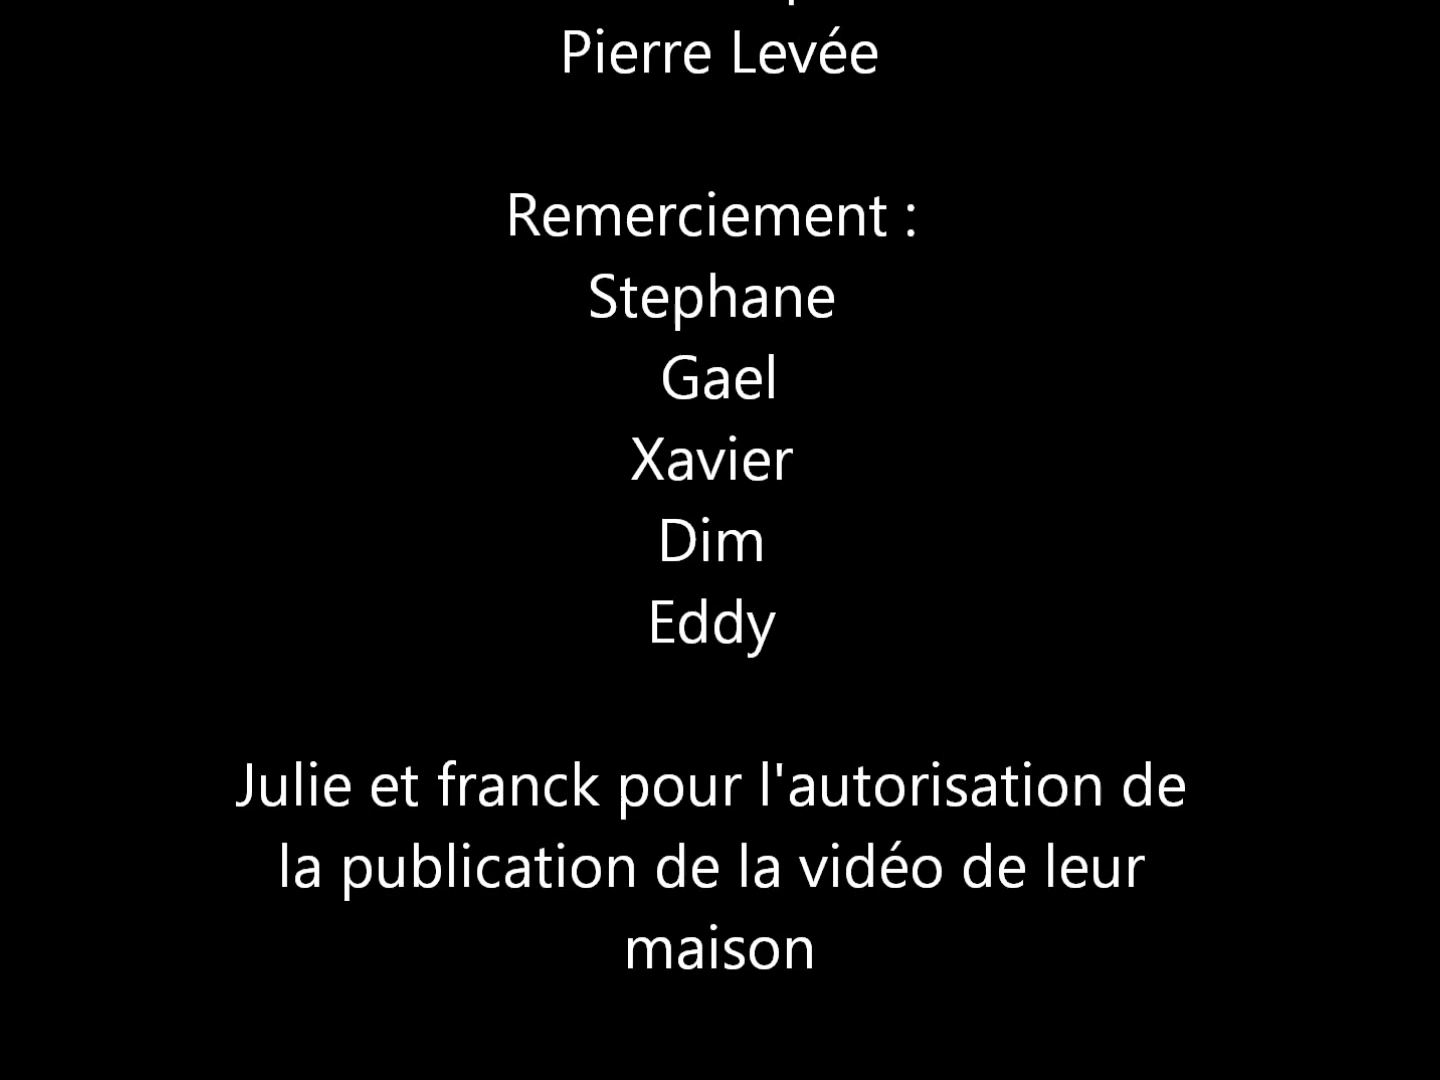 Pierre Levée
Remerciement :
Stephane
Gael
Xavier
Dim
Eddy
Julie et franck pour l'autorisation de
la publication de la vidéo de leur
maison